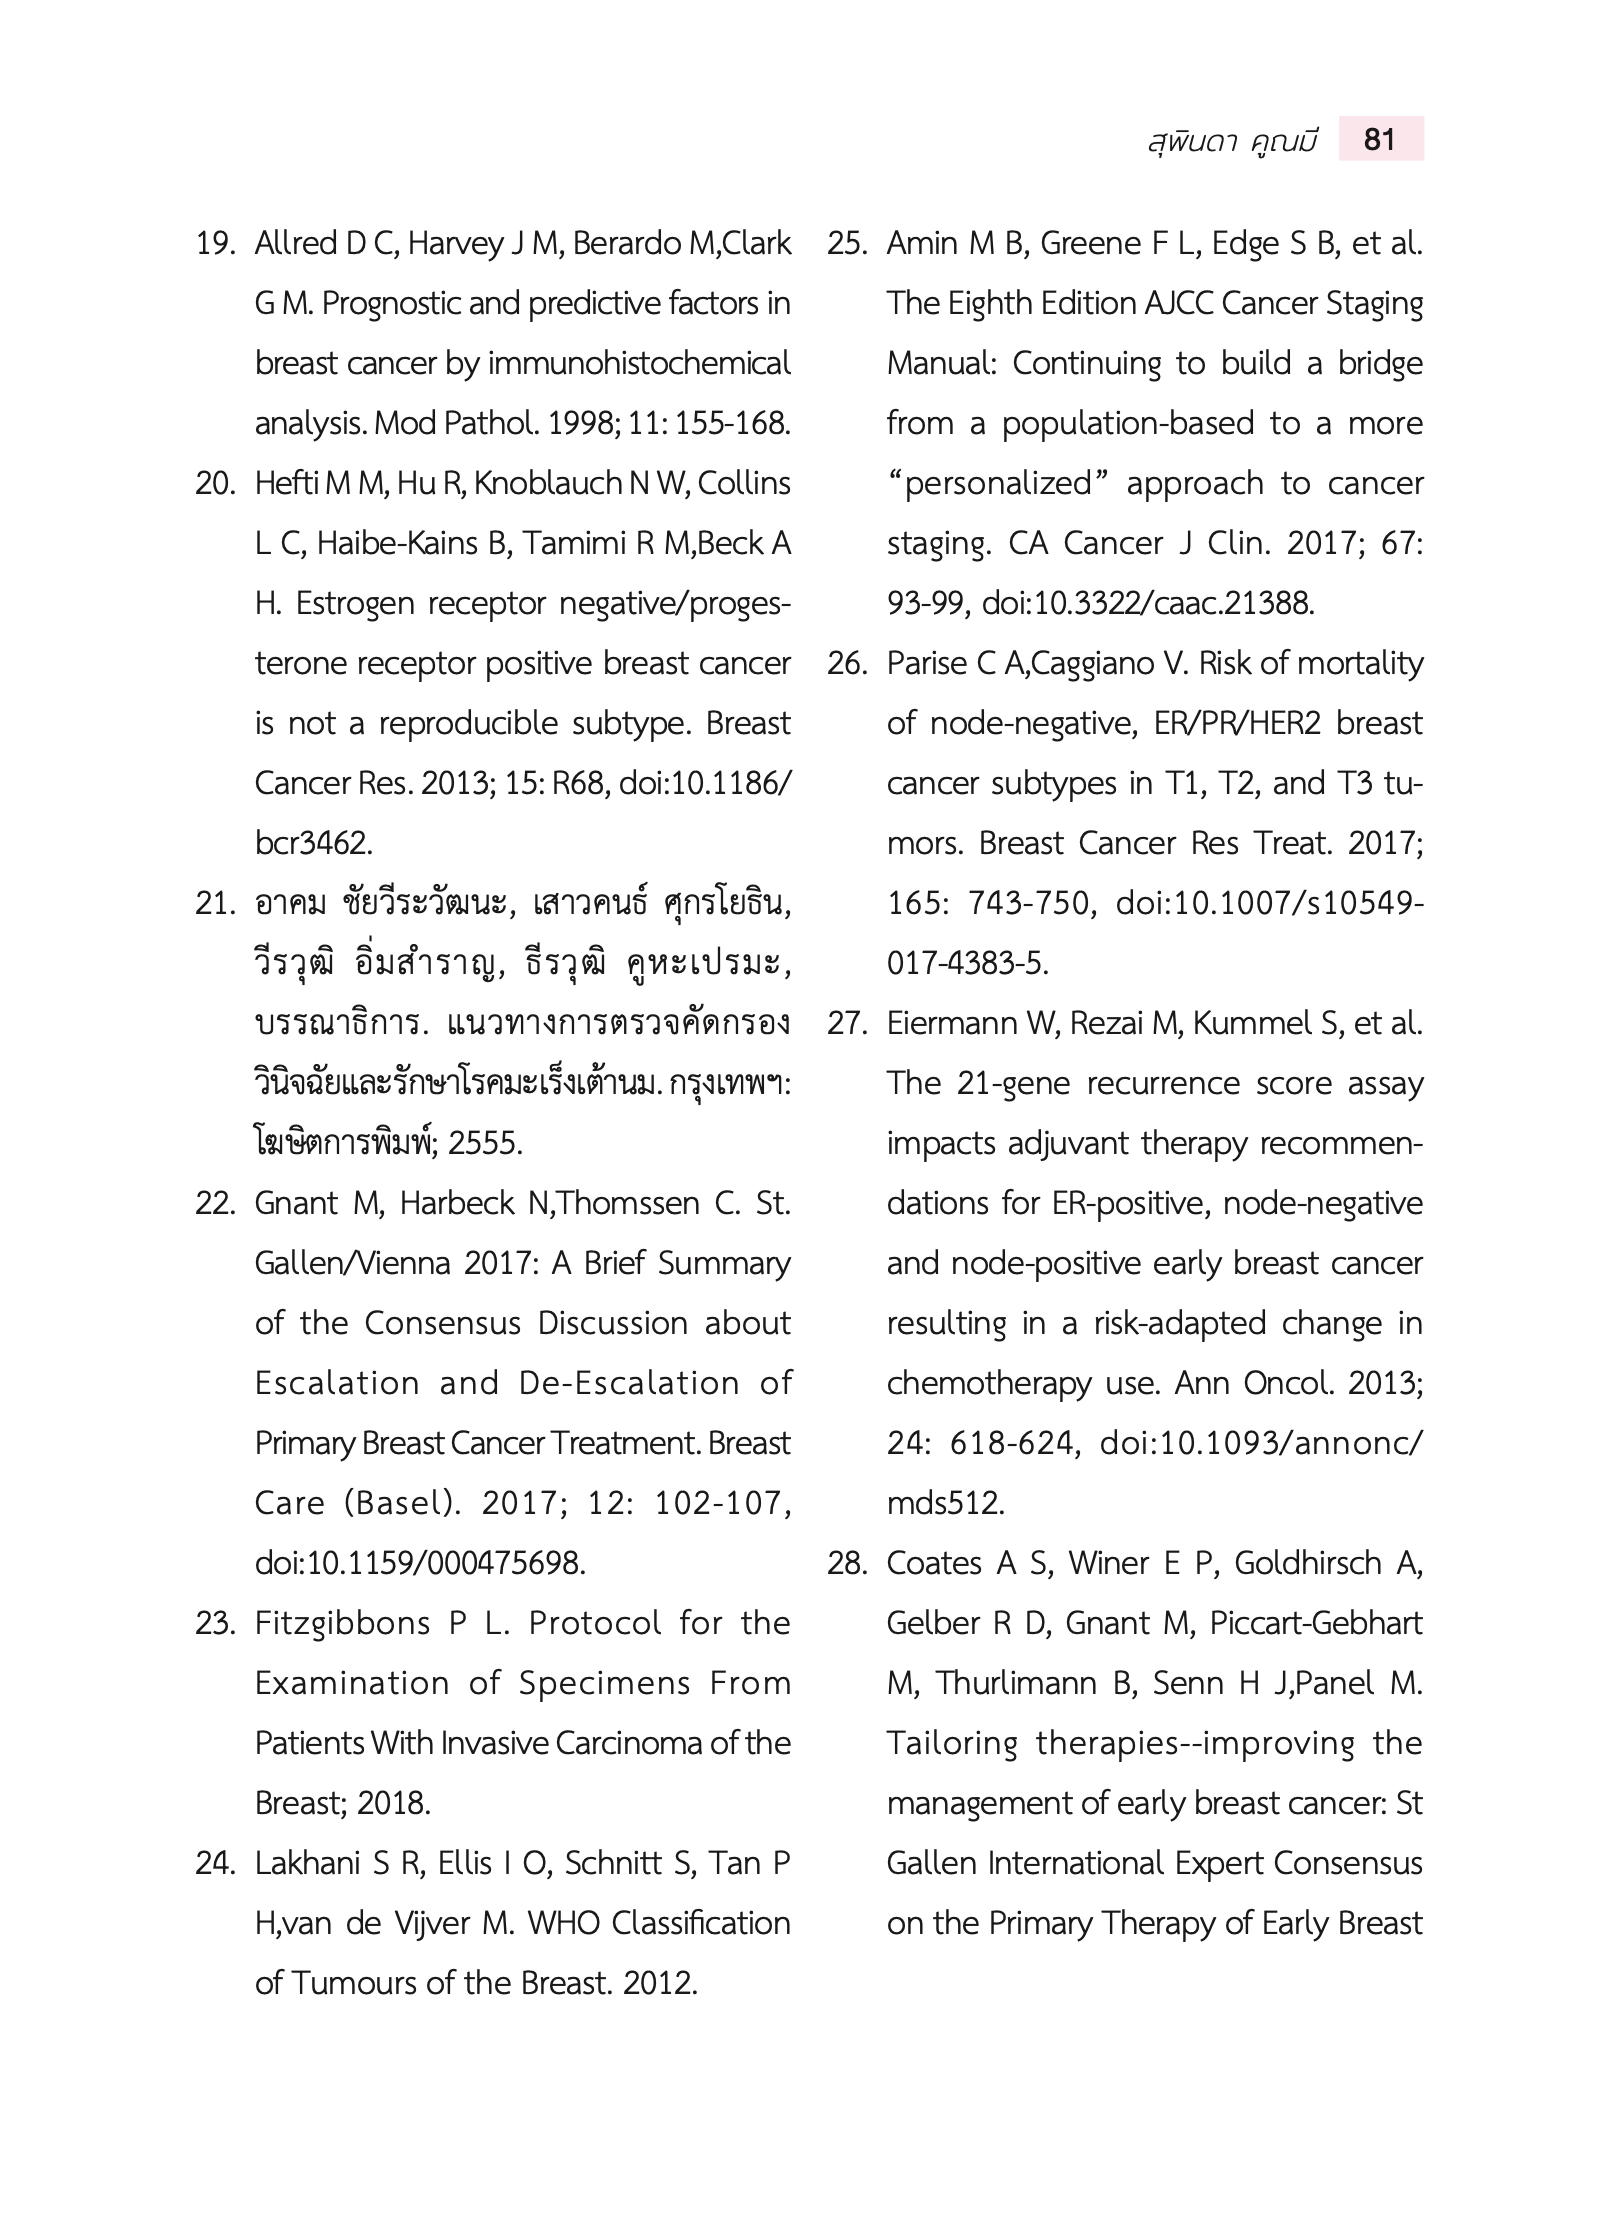 สุพินดา คูณมี 81
19. Allred D C, Harvey J M, Berardo M,Clark
G M. Prognostic and predictive factors in
breast cancer by immunohistochemical
analysis. Mod Pathol. 1998; 11: 155-168.
20. Hefti M M, Hu R, Knoblauch N W, Collins
L C, Haibe-Kains B, Tamimi R M,Beck A
H. Estrogen receptor negative/proges-
terone receptor positive breast cancer
is not a reproducible subtype. Breast
Cancer Res. 2013; 15: R68, doi:10.1186/
bcr3462.
21. อาคม ชัยวีระวัฒนะ, เสาวคนธ์ ศุกรโยธิน,
วีรวุฒิ อิ่มสำราญ, ธีรวุฒิ คูหะเปรมะ,
บรรณาธิการ. แนวทางการตรวจคัดกรอง
วินิจฉัยและรักษาโรคมะเร็งเต้านม. กรุงเทพฯ:
โฆษิตการพิมพ์; 2555.
22. Gnant M, Harbeck N,Thomssen C. St.
Gallen/Vienna 2017: A Brief Summary
of the Consensus Discussion about
Escalation and De-Escalation of
Primary Breast Cancer Treatment. Breast
Care (Basel). 2017; 12: 102-107,
doi:10.1159/000475698.
23. Fitzgibbons P L. Protocol for the
Examination of Specimens From
Patients With Invasive Carcinoma of the
Breast; 2018.
24. Lakhani S R, Ellis I O, Schnitt S, Tan P
H,van de Vijver M. WHO Classification
of Tumours of the Breast. 2012.
25. Amin M B, Greene F L, Edge S B, et al.
The Eighth Edition AJCC Cancer Staging
Manual: Continuing to build a bridge
from a population-based to a more
“personalized” approach to cancer
staging. CA Cancer J Clin. 2017; 67:
93-99, doi:10.3322/caac.21388.
26. Parise C A,Caggiano V. Risk of mortality
of node-negative, ER/PR/HER2 breast
cancer subtypes in T1, T2, and T3 tu-
mors. Breast Cancer Res Treat. 2017;
165: 743-750, doi:10.1007/s10549-
017-4383-5.
27. Eiermann W, Rezai M, Kummel S, et al.
The 21-gene recurrence score assay
impacts adjuvant therapy recommen-
dations for ER-positive, node-negative
and node-positive early breast cancer
resulting in a risk-adapted change in
chemotherapy use. Ann Oncol. 2013;
24: 618-624, doi:10.1093/annonc/
mds512.
28. Coates A S, Winer E P, Goldhirsch A,
Gelber R D, Gnant M, Piccart-Gebhart
M, Thurlimann B, Senn H J,Panel M.
Tailoring therapies--improving the
management of early breast cancer: St
Gallen International Expert Consensus
on the Primary Therapy of Early Breast